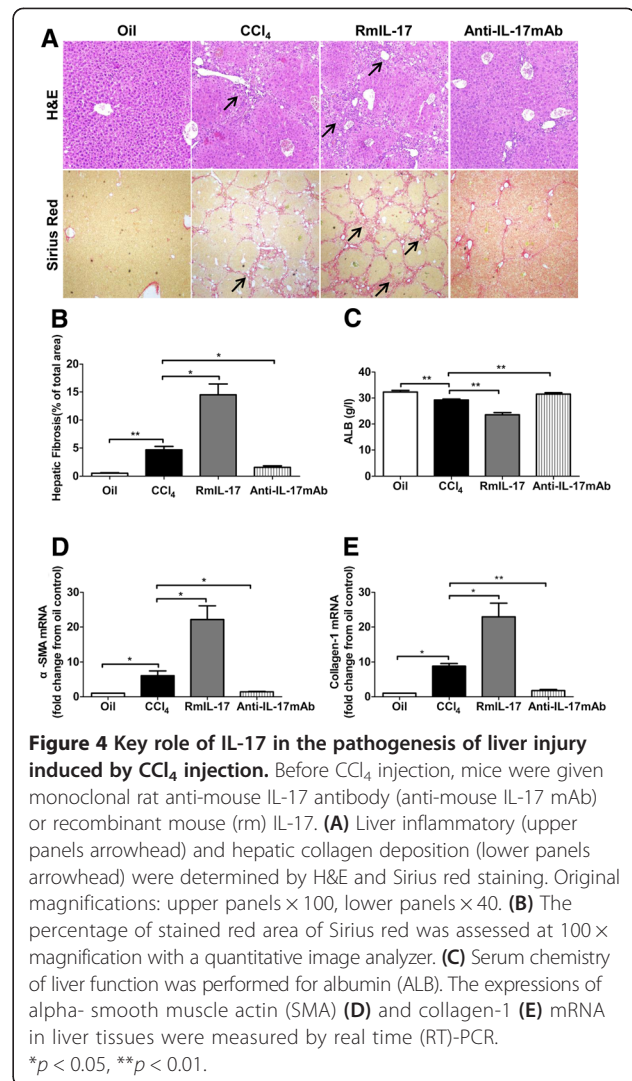 A
Oil CCl₄ RmIL-17 Anti-IL-17mAb
H&E
Sirius Red
B
Hepatic Fibrosis(% of total area)
20
15
10
5
0
** * *
Oil CCl₄ RmIL-17 Anti-IL-17mAb
C
ALB (g/l)
40
30
20
10
0
** ** **
Oil CCl₄ RmIL-17 Anti-IL-17mAb
D
α -SMA mRNA
(fold change from oil control)
30
20
10
0
* * *
Oil CCl₄ RmIL-17 Anti-IL-17mAb
E
Collagen-1 mRNA
(fold change from oil control)
30
20
10
0
* * **
Oil CCl₄ RmIL-17 Anti-IL-17mAb
Figure 4 Key role of IL-17 in the pathogenesis of liver injury
induced by CCl₄ injection. Before CCl₄ injection, mice were given
monoclonal rat anti-mouse IL-17 antibody (anti-mouse IL-17 mAb)
or recombinant mouse (rm) IL-17. (A) Liver inflammatory (upper
panels arrowhead) and hepatic collagen deposition (lower panels
arrowhead) were determined by H&E and Sirius red staining. Original
magnifications: upper panels × 100, lower panels × 40. (B) The
percentage of stained red area of Sirius red was assessed at 100 ×
magnification with a quantitative image analyzer. (C) Serum chemistry
of liver function was performed for albumin (ALB). The expressions of
alpha- smooth muscle actin (SMA) (D) and collagen-1 (E) mRNA
in liver tissues were measured by real time (RT)-PCR.
*p < 0.05, **p < 0.01.